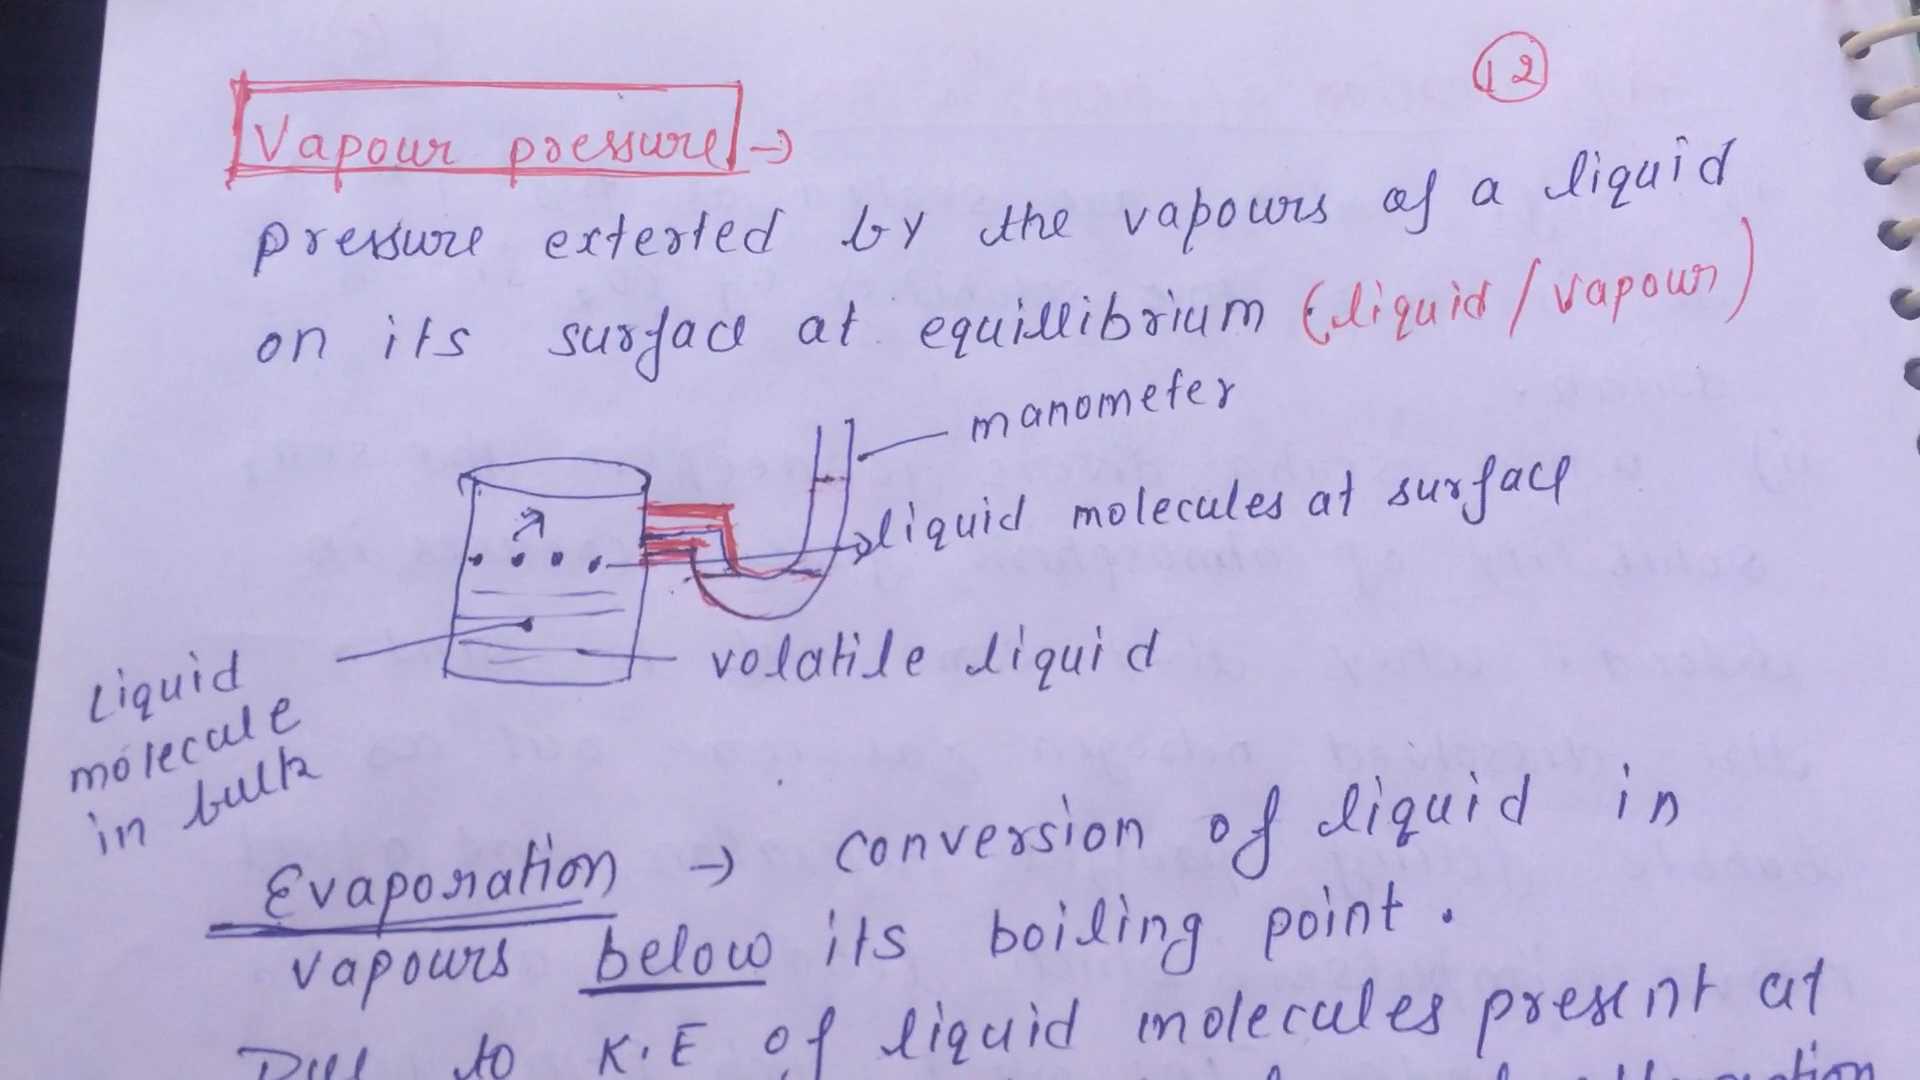 12
Vapour pressure →
pressure exterted by the vapours of a liquid
on its surface at equillibrium (liquid / vapour)
manometer
liquid molecules at surface
volatile liquid
Liquid
molecule
in bulk
Evaporation → conversion of liquid in
vapours below its boiling point.
Due to K.E of liquid molecules present at